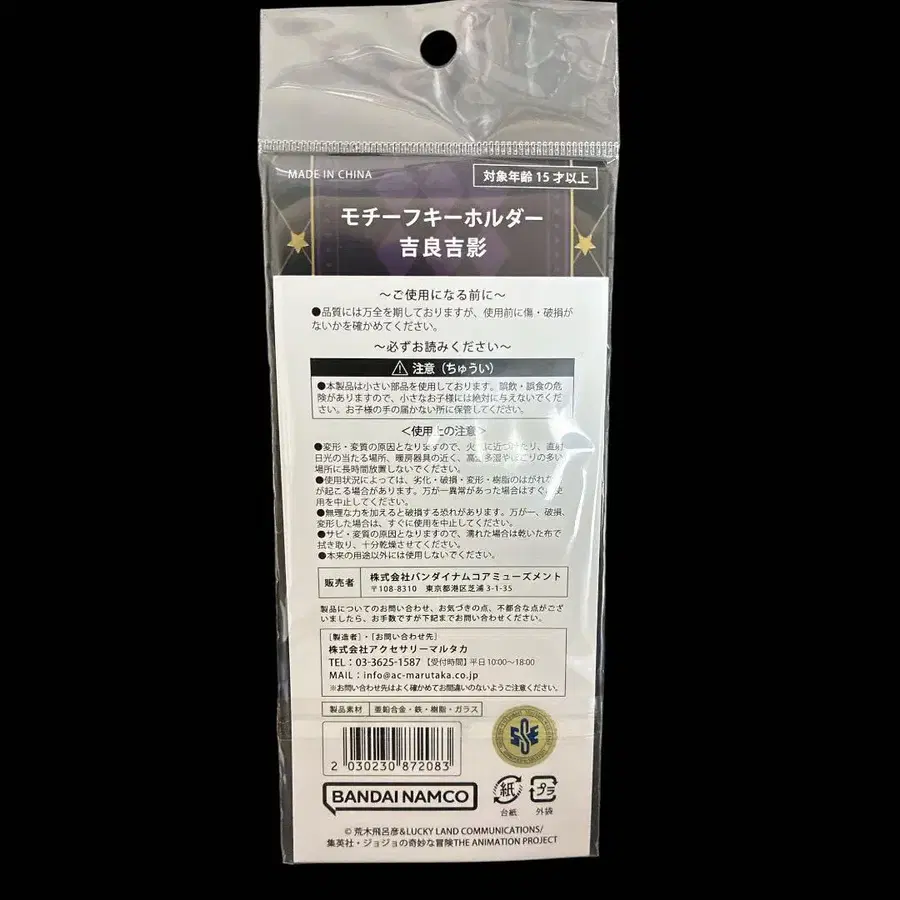 MADE IN CHINA
対象年齢 15 才以上
モチーフキーホルダー
吉良吉影
～ご使用になる前に～
●品質には万全を期しておりますが、使用前に傷・破損が
ないかを確かめてください。
～必ずお読みください～
⚠ 注意（ちゅうい）
●本製品は小さい部品を使用しております。誤飲・誤食の危
険がありますので、小さなお子様には絶対に与えないでくだ
さい。お子様の手の届かない所に保管してください。
＜使用上の注意＞
●変形・変質の原因となりますので、火 に近づけたり、直射
日光の当たる場所、暖房器具の近く、高温多湿やほこりの多い
場所に長時間放置しないでください。
●使用状況によっては、劣化・破損・変形・樹脂のはがれな
が起こる場合があります。万が一異常があった場合はすぐに使
用を中止してください。
●無理な力を加えると破損する恐れがあります。万が一、破損、
変形した場合は、すぐに使用を中止してください。
●サビ・変質の原因となりますので、濡れた場合は乾いた布で
拭き取り、十分乾燥させてください。
●本来の用途以外には使用しないでください。
販売者
株式会社バンダイナムコアミューズメント
〒108-8310 東京都港区芝浦 3-1-35
製品についてのお問い合わせ、お気づきの点、不都合な点がござ
いましたら、お手数ですが下記までお問い合わせください。
［製造者］・［お問い合わせ先］
株式会社アクセサリーマルタカ
TEL：03-3625-1587 【受付時間】平日 10:00～18:00
MAIL：info@ac-marutaka.co.jp
※お問い合わせ先はよく確かめてお間違いのないようご注意ください。
製品素材 亜鉛合金・鉄・樹脂・ガラス
2 030230 872083
BANDAI NAMCO
紙
台紙
プラ
外袋
© 荒木飛呂彦&LUCKY LAND COMMUNICATIONS/
集英社・ジョジョの奇妙な冒険THE ANIMATION PROJECT